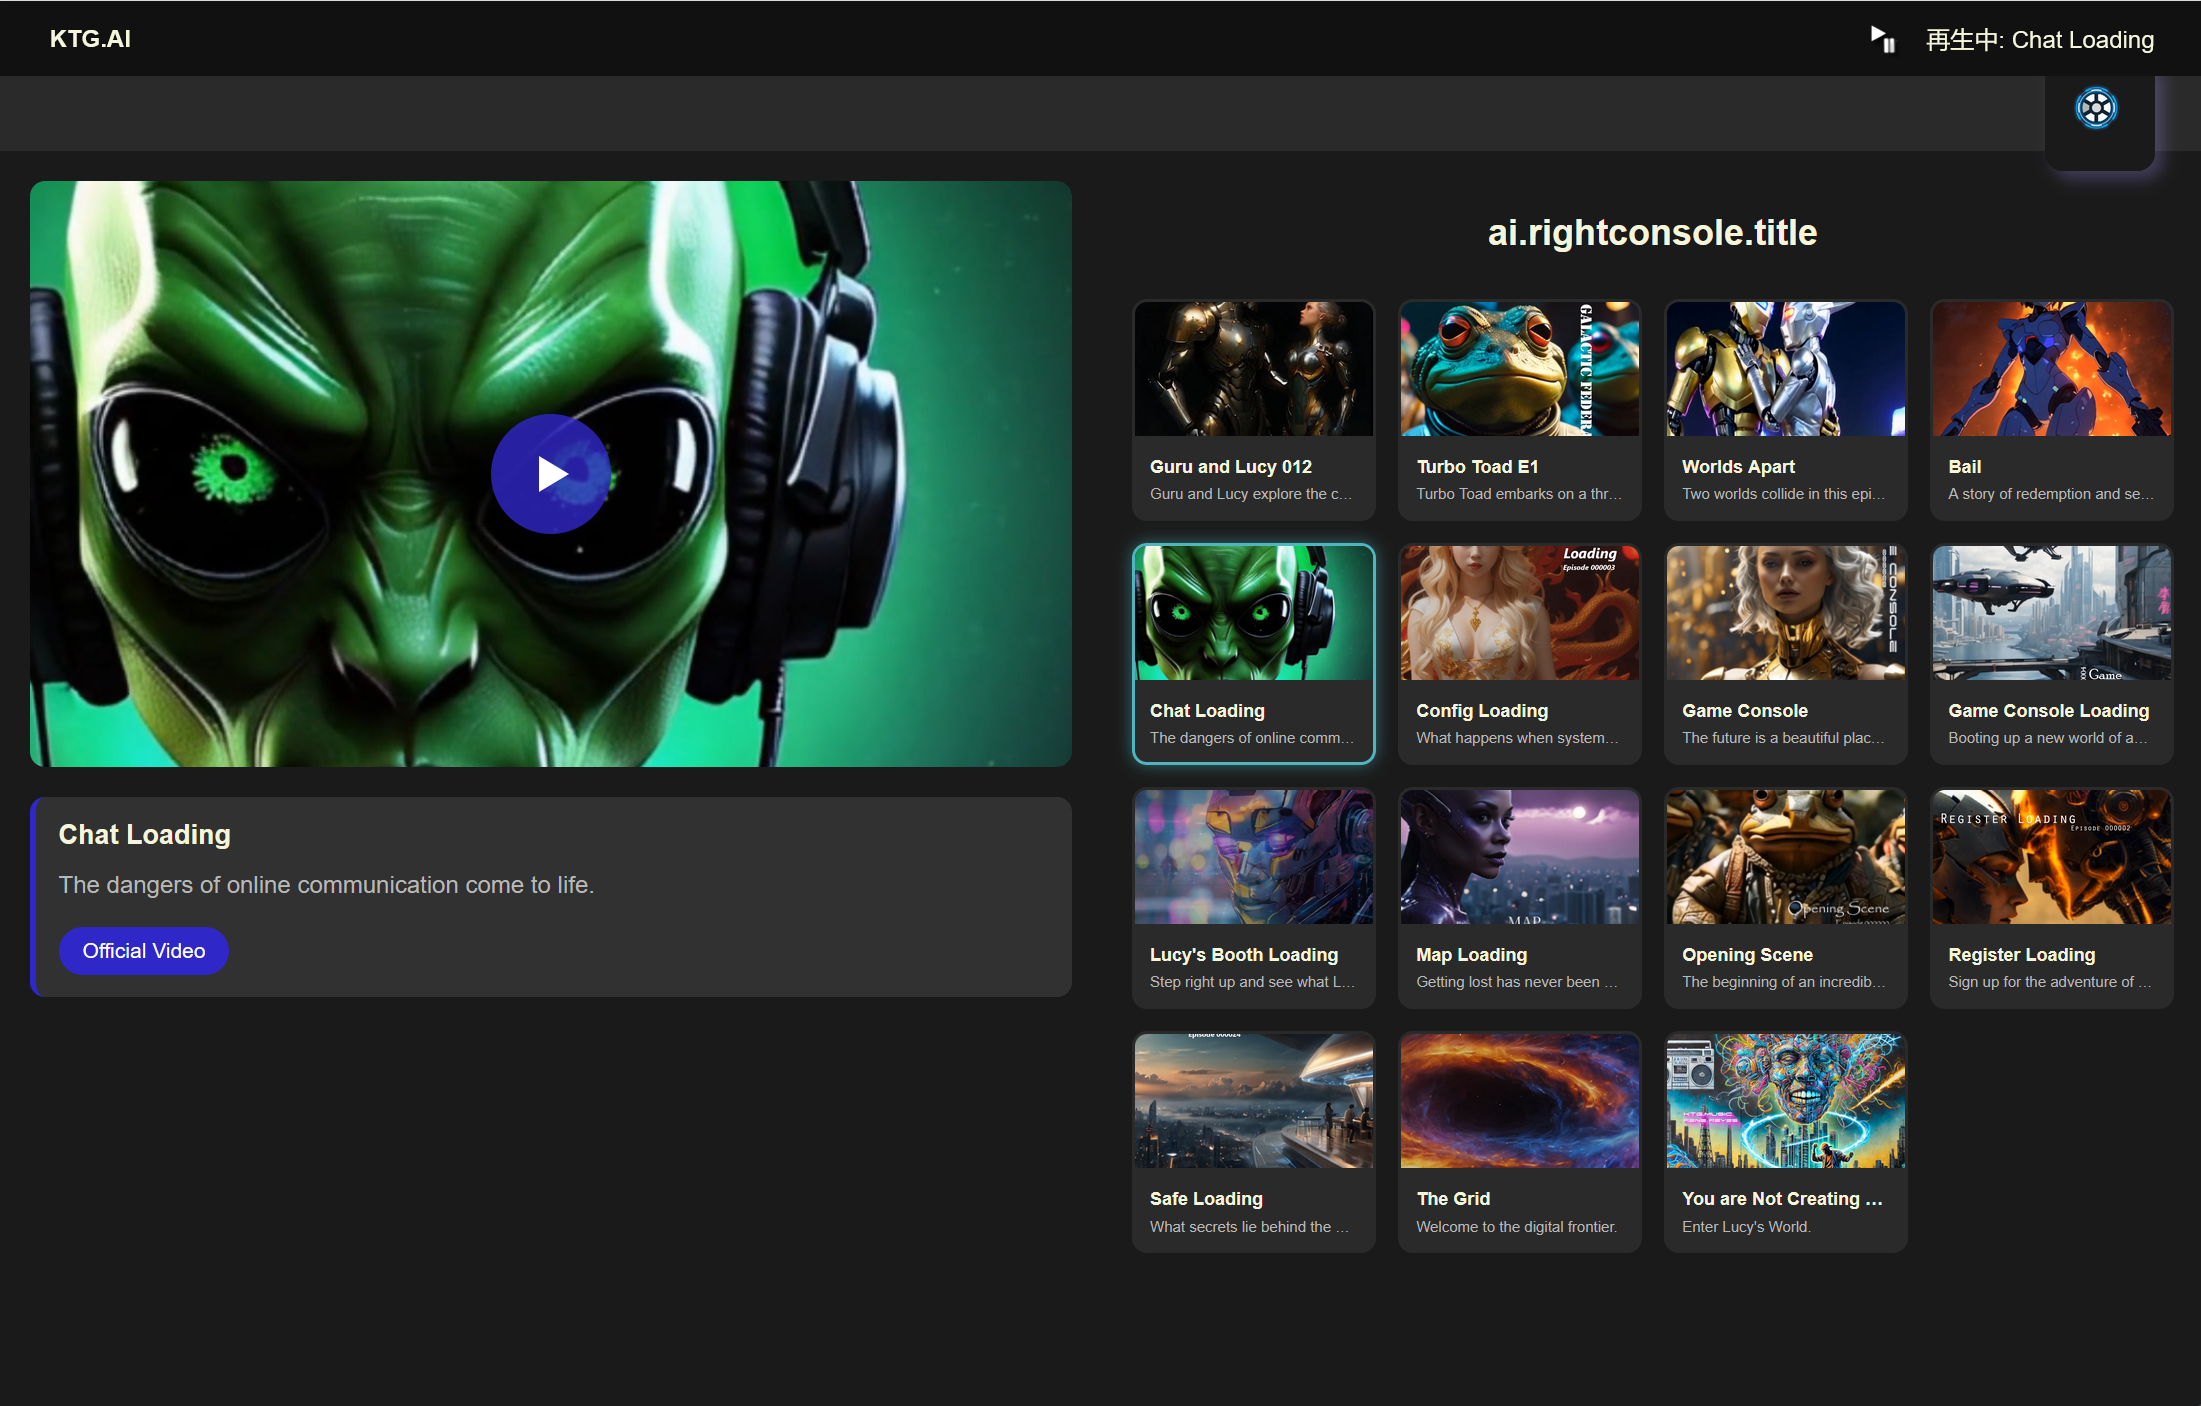 KTG.AI
再生中: Chat Loading
ai.rightconsole.title
GALACTIC FEDERA
Guru and Lucy 012
Guru and Lucy explore the c...
Turbo Toad E1
Turbo Toad embarks on a thr...
Worlds Apart
Two worlds collide in this epi...
Bail
A story of redemption and se...
Loading
Episode 000003
E CONSOLE
Game
Chat Loading
The dangers of online comm...
Config Loading
What happens when system...
Game Console
The future is a beautiful plac...
Game Console Loading
Booting up a new world of a...
Chat Loading
The dangers of online communication come to life.
Official Video
MAP
Opening Scene
Register Loading
Episode 000002
Lucy's Booth Loading
Step right up and see what L...
Map Loading
Getting lost has never been ...
Opening Scene
The beginning of an incredib...
Register Loading
Sign up for the adventure of ...
Episode 000024
KTG.MUSIC
Safe Loading
What secrets lie behind the ...
The Grid
Welcome to the digital frontier.
You are Not Creating ...
Enter Lucy's World.